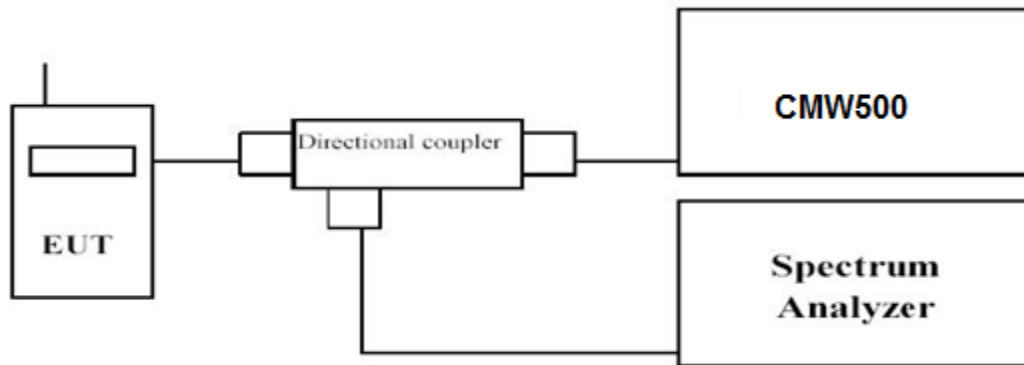 EUT
Directional coupler
CMW500
Spectrum
Analyzer